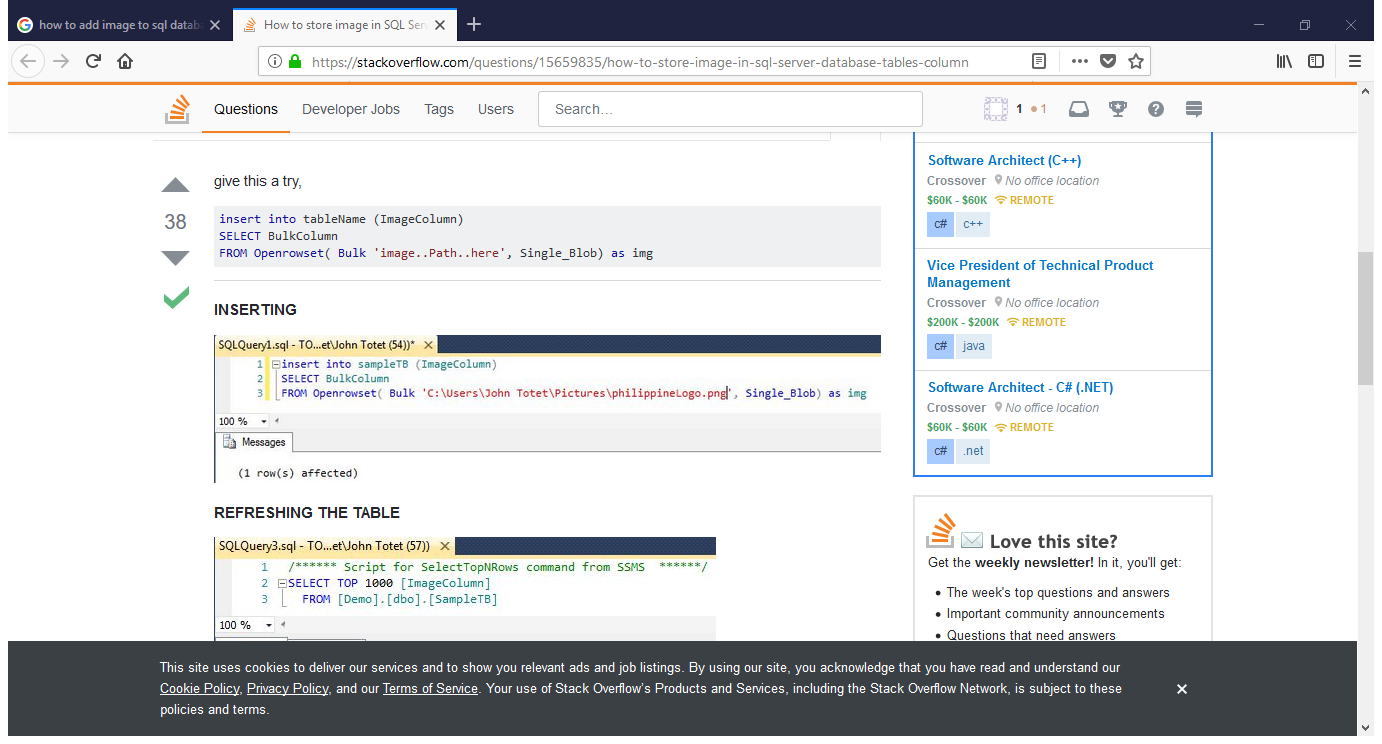 how to add image to sql datab
How to store image in SQL Ser
https://stackoverflow.com/questions/15659835/how-to-store-image-in-sql-server-database-tables-column
Questions Developer Jobs Tags Users Search... 1 1
give this a try,
38
insert into tableName (ImageColumn)
SELECT BulkColumn
FROM Openrowset( Bulk 'image..Path..here', Single_Blob) as img
INSERTING
SQLQuery1.sql - TO...et\John Totet (54))*
1 insert into sampleTB (ImageColumn)
2 SELECT BulkColumn
3 FROM Openrowset( Bulk 'C:\Users\John Totet\Pictures\philippineLogo.png', Single_Blob) as img
100 %
Messages
(1 row(s) affected)
REFRESHING THE TABLE
SQLQuery3.sql - TO...et\John Totet (57))
1 /****** Script for SelectTopNRows command from SSMS ******/
2 SELECT TOP 1000 [ImageColumn]
3 FROM [Demo].[dbo].[SampleTB]
100 %
Software Architect (C++)
Crossover No office location
$60K - $60K REMOTE
c# c++
Vice President of Technical Product
Management
Crossover No office location
$200K - $200K REMOTE
c# java
Software Architect - C# (.NET)
Crossover No office location
$60K - $60K REMOTE
c# .net
Love this site?
Get the weekly newsletter! In it, you'll get:
• The week's top questions and answers
• Important community announcements
• Questions that need answers
This site uses cookies to deliver our services and to show you relevant ads and job listings. By using our site, you acknowledge that you have read and understand our
Cookie Policy, Privacy Policy, and our Terms of Service. Your use of Stack Overflow's Products and Services, including the Stack Overflow Network, is subject to these
policies and terms.